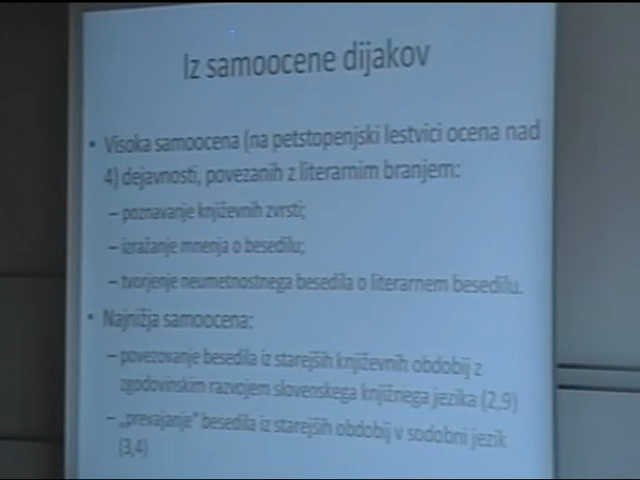 Iz samoocene dijakov
• Visoka samoocena (na petstopenjski lestvici ocena nad
4) dejavnosti, povezanih z literarnim branjem:
– poznavanje književnih zvrsti;
– izražanje mnenja o besedilu;
– tvorjenje neumetnostnega besedila o literarnem besedilu.
• Najnižja samoocena:
– povezovanje besedila iz starejših književnih obdobij z
zgodovinskim razvojem slovenskega knjižnega jezika (2,9)
– „prevajanje“ besedila iz starejših obdobij v sodobni jezik
(3,4)